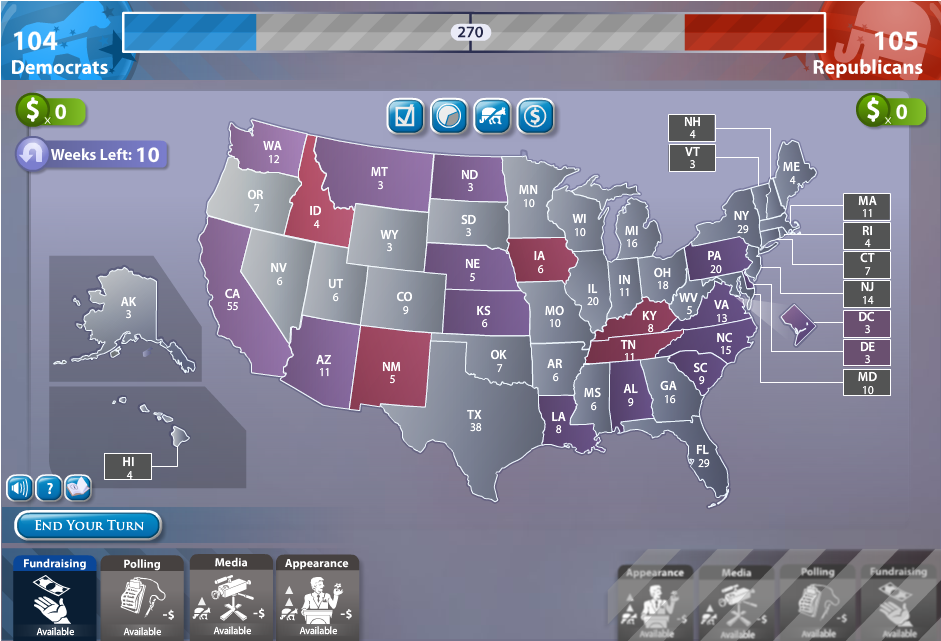 104
Democrats
270
105
Republicans
$ x 0
$ x 0
Weeks Left: 10
$
NH
4
VT
3
WA
12
MT
3
ND
3
MN
10
ME
4
OR
7
ID
4
SD
3
WI
10
MI
16
NY
29
MA
11
WY
3
RI
4
IA
6
PA
20
CT
7
NV
6
UT
6
NE
5
IL
20
IN
11
OH
18
NJ
14
CA
55
CO
9
WV
5
VA
13
AK
3
KS
6
MO
10
KY
8
DC
3
NC
15
DE
3
AZ
11
NM
5
OK
7
AR
6
TN
11
SC
9
MD
10
MS
6
AL
9
GA
16
TX
38
LA
8
FL
29
HI
4
?
END YOUR TURN
Fundraising
Available
Polling
-$
Available
Media
-$
Available
Appearance
-$
Available
Appearance
-$
Available
Media
-$
Available
Polling
-$
Available
Fundraising
Available